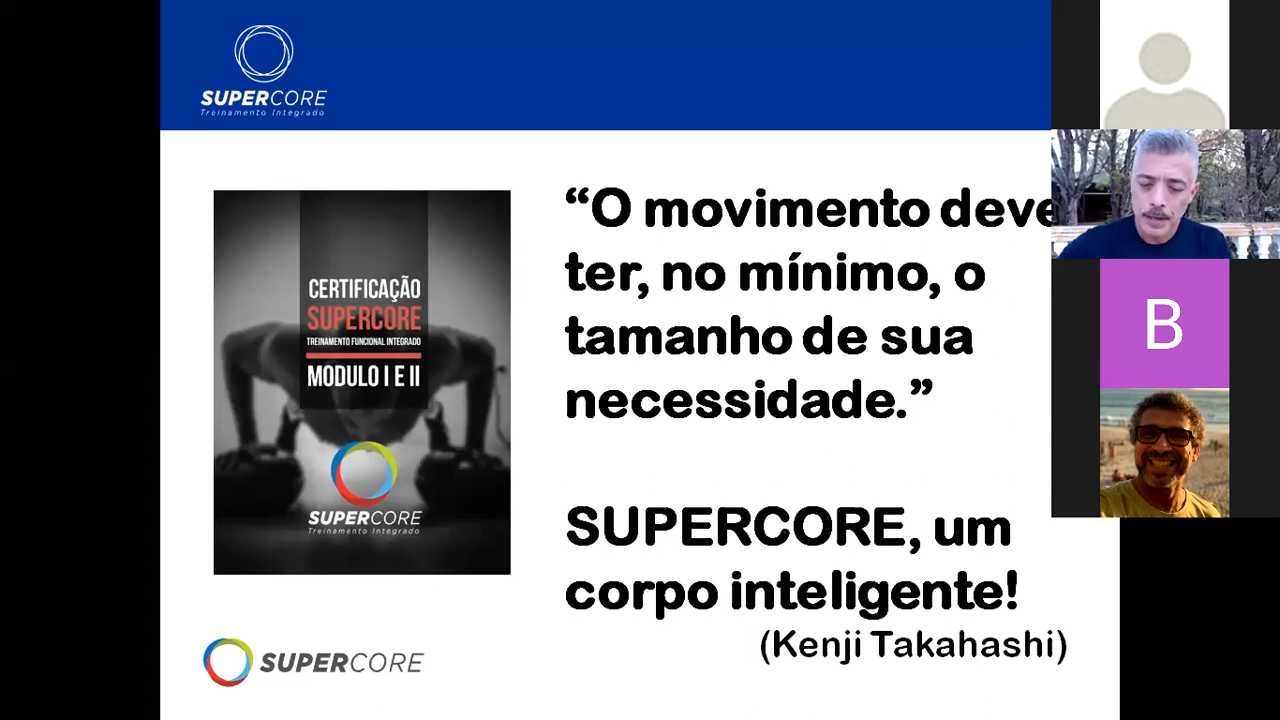 SUPERCORE
Treinamento Integrado
CERTIFICAÇÃO
SUPERCORE
TREINAMENTO FUNCIONAL INTEGRADO
MODULO I E II
SUPERCORE
Treinamento Integrado
“O movimento deve
ter, no mínimo, o
tamanho de sua
necessidade.”
SUPERCORE, um
corpo inteligente!
(Kenji Takahashi)
SUPERCORE
B